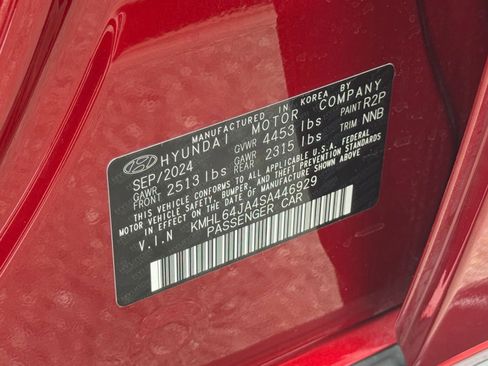 MANUFACTURED IN KOREA BY
HYUNDAI MOTOR COMPANY
SEP/2024 GVWR 4453 lbs PAINT R2P
GAWR FRONT 2513 lbs GAWR REAR 2315 lbs TRIM NNB
THIS VEHICLE CONFORMS TO ALL APPLICABLE U.S.A. FEDERAL
MOTOR VEHICLE SAFETY, BUMPER, AND THEFT PREVENTION STANDARDS
IN EFFECT ON THE DATE OF MANUFACTURE SHOWN ABOVE.
V.I.N KMHL64JA4SA446929
PASSENGER CAR